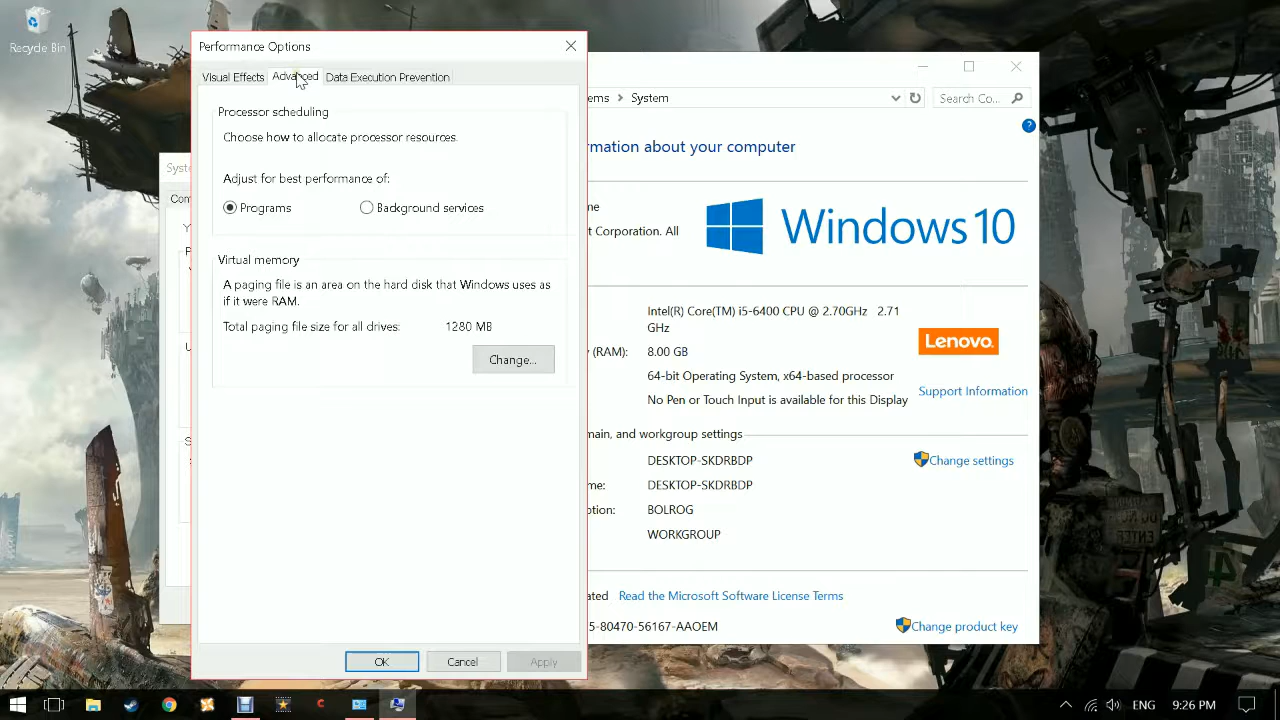 Recycle Bin
Performance Options
Visual Effects
Advanced
Data Execution Prevention
Processor scheduling
Choose how to allocate processor resources.
Adjust for best performance of:
Programs
Background services
Virtual memory
A paging file is an area on the hard disk that Windows uses as
if it were RAM.
Total paging file size for all drives:
1280 MB
Change...
OK
Cancel
Apply
Syst
Con
ems
System
Search Co...
rmation about your computer
me
t Corporation. All
Windows 10
Intel(R) Core(TM) i5-6400 CPU @ 2.70GHz 2.71
GHz
Lenovo.
(RAM):
8.00 GB
64-bit Operating System, x64-based processor
Support Information
No Pen or Touch Input is available for this Display
main, and workgroup settings
DESKTOP-SKDRBDP
Change settings
me:
DESKTOP-SKDRBDP
ption:
BOLROG
WORKGROUP
ated
Read the Microsoft Software License Terms
5-80470-56167-AAOEM
Change product key
ENG
9:26 PM